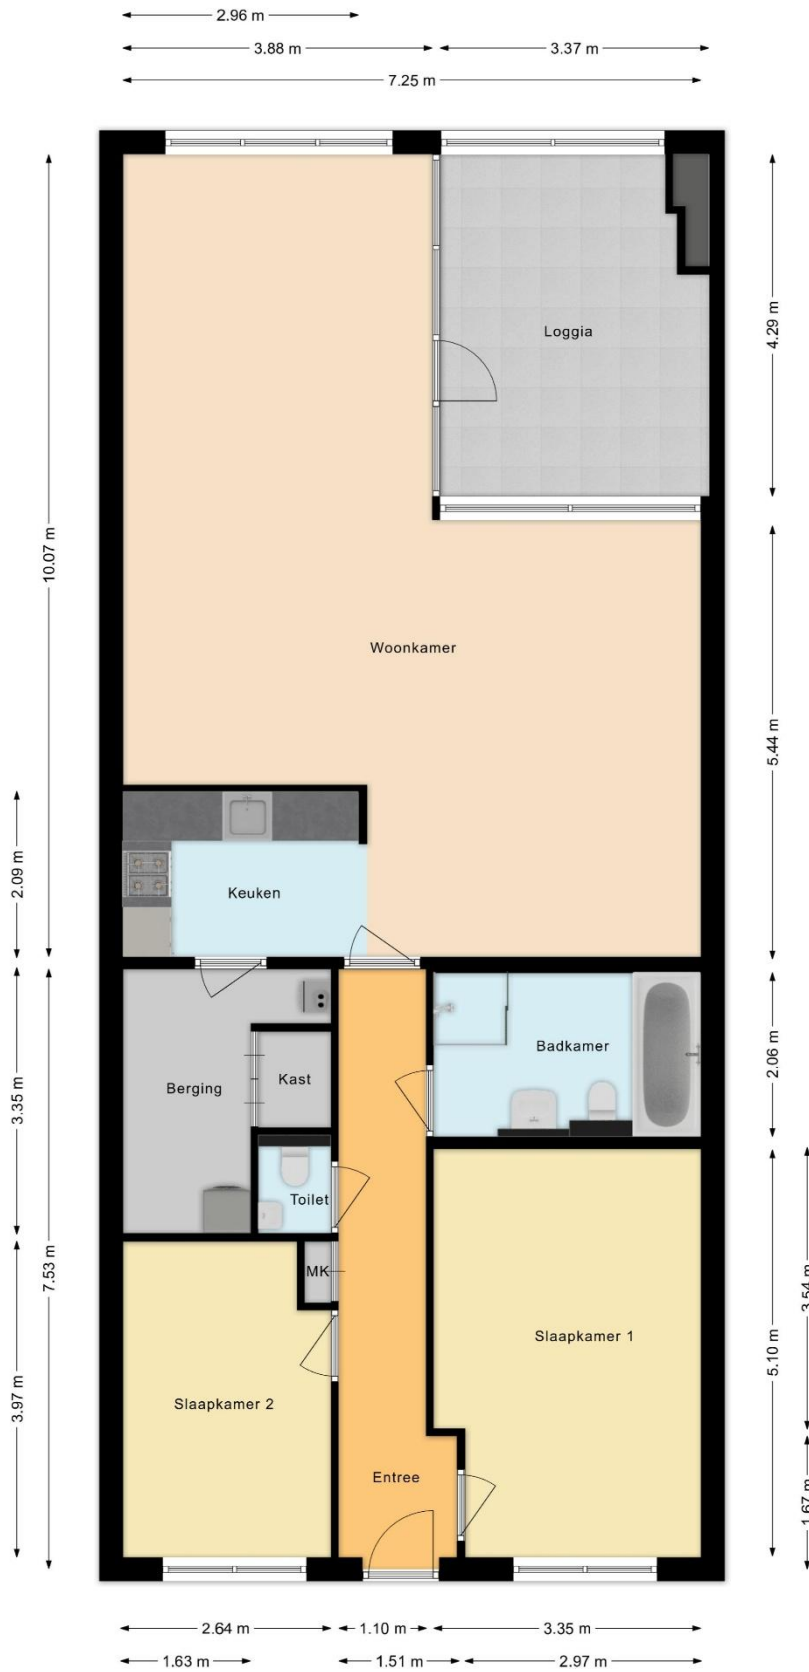 2.96 m
3.88 m
3.37 m
7.25 m
4.29 m
Loggia
10.07 m
Woonkamer
5.44 m
2.09 m
Keuken
Badkamer
2.06 m
Kast
Berging
3.35 m
Toilet
7.53 m
MK
3.54 m
Slaapkamer 1
5.10 m
Slaapkamer 2
3.97 m
Entree
1.67 m
2.64 m
1.10 m
3.35 m
1.63 m
1.51 m
2.97 m